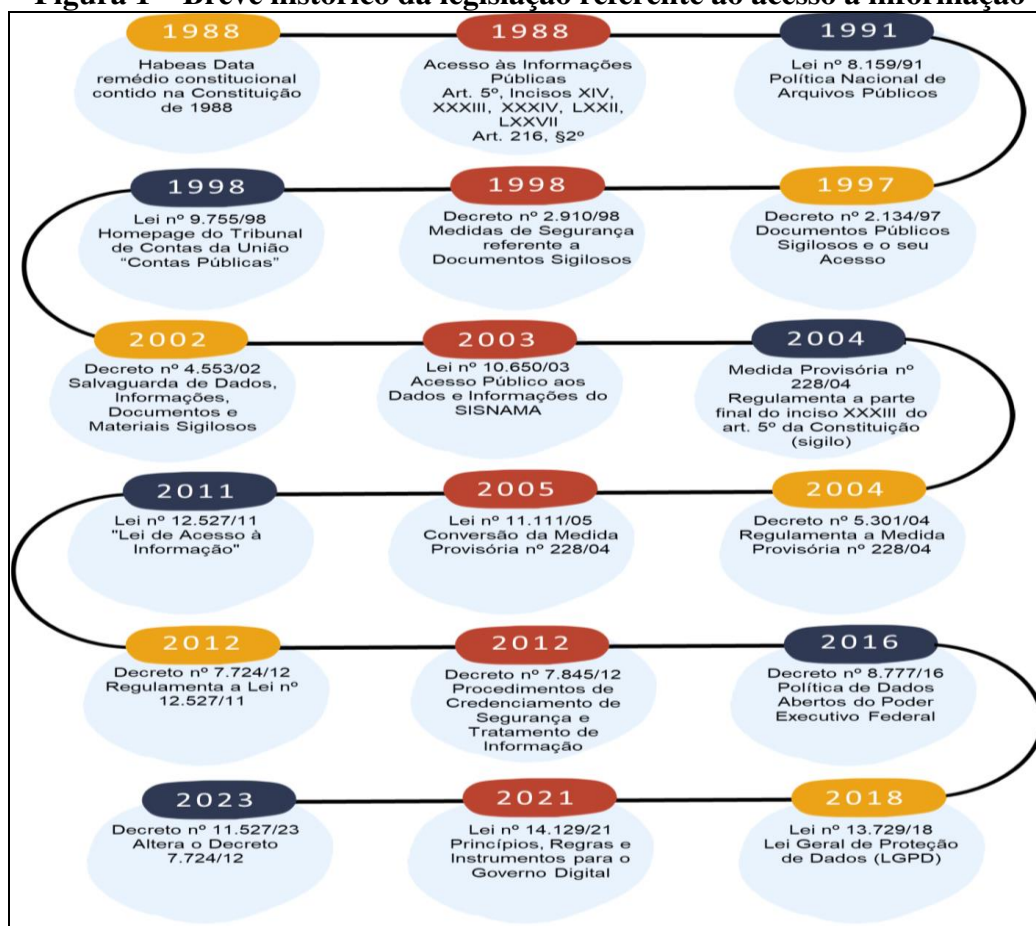 Figura 1 – Breve histórico da legislação referente ao acesso à informação
1988
Habeas Data
remédio constitucional
contido na Constituição
de 1988
1988
Acesso às Informações
Públicas
Art. 5º, Incisos XIV,
XXXIII, XXXIV, LXXII,
LXXVII
Art. 216, §2º
1991
Lei nº 8.159/91
Política Nacional de
Arquivos Públicos
1997
Decreto nº 2.134/97
Documentos Públicos
Sigilosos e o seu
Acesso
1998
Decreto nº 2.910/98
Medidas de Segurança
referente a
Documentos Sigilosos
1998
Lei nº 9.755/98
Homepage do Tribunal
de Contas da União
“Contas Públicas”
2002
Decreto nº 4.553/02
Salvaguarda de Dados,
Informações,
Documentos e
Materiais Sigilosos
2003
Lei nº 10.650/03
Acesso Público aos
Dados e Informações do
SISNAMA
2004
Medida Provisória nº
228/04
Regulamenta a parte
final do inciso XXXIII do
art. 5º da Constituição
(sigilo)
2004
Decreto nº 5.301/04
Regulamenta a Medida
Provisória nº 228/04
2005
Lei nº 11.111/05
Conversão da Medida
Provisória nº 228/04
2011
Lei nº 12.527/11
"Lei de Acesso à
Informação"
2012
Decreto nº 7.724/12
Regulamenta a Lei nº
12.527/11
2012
Decreto nº 7.845/12
Procedimentos de
Credenciamento de
Segurança e
Tratamento de
Informação
2016
Decreto nº 8.777/16
Política de Dados
Abertos do Poder
Executivo Federal
2018
Lei nº 13.729/18
Lei Geral de Proteção
de Dados (LGPD)
2021
Lei nº 14.129/21
Princípios, Regras e
Instrumentos para o
Governo Digital
2023
Decreto nº 11.527/23
Altera o Decreto
7.724/12